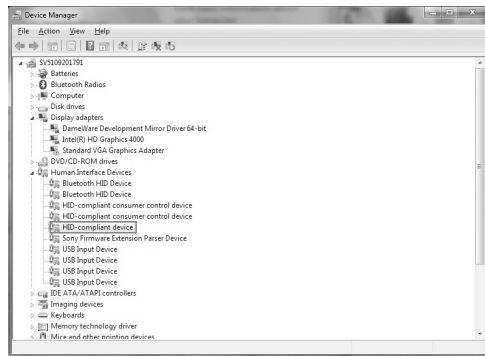 Device Manager
File Action View Help
SV5109201791
Batteries
Bluetooth Radios
Computer
Disk drives
Display adapters
DameWare Development Mirror Driver 64-bit
Intel(R) HD Graphics 4000
Standard VGA Graphics Adapter
DVD/CD-ROM drives
Human Interface Devices
Bluetooth HID Device
Bluetooth HID Device
HID-compliant consumer control device
HID-compliant consumer control device
HID-compliant device
Sony Firmware Extension Parser Device
USB Input Device
USB Input Device
USB Input Device
USB Input Device
IDE ATA/ATAPI controllers
Imaging devices
Keyboards
Memory technology driver
Mice and other pointing devices